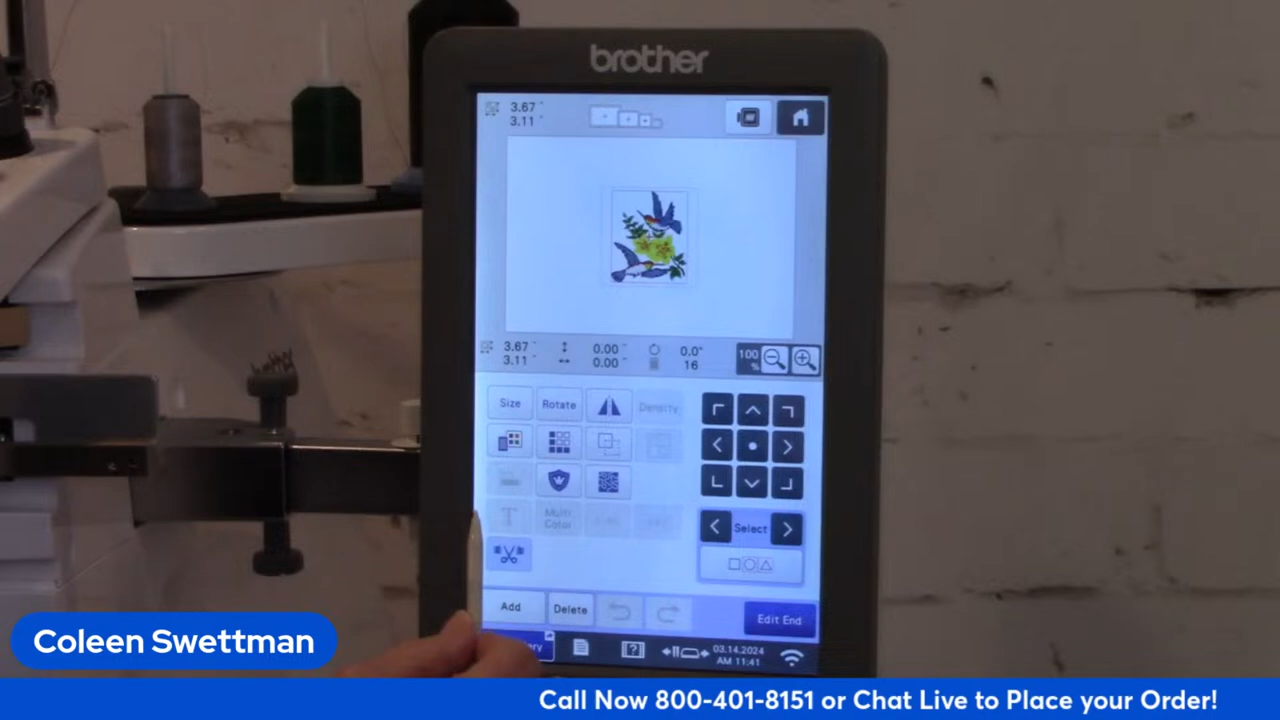 brother
3.67 "
3.11 "
3.67 "
3.11 "
0.00 "
0.00 "
0.0°
16
100
%
Size
Rotate
Density
T
Multi
Color
Select
Add
Delete
Edit End
03.14.2024
AM 11:41
Coleen Swettman
Call Now 800-401-8151 or Chat Live to Place your Order!